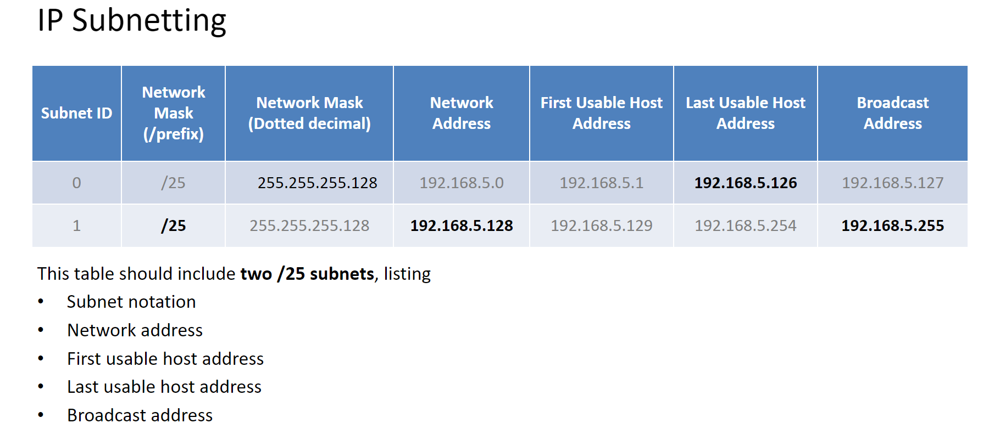 IP Subnetting
Subnet ID
Network
Mask
(/prefix)
Network Mask
(Dotted decimal)
Network
Address
First Usable Host
Address
Last Usable Host
Address
Broadcast
Address
0 /25 255.255.255.128 192.168.5.0 192.168.5.1 192.168.5.126 192.168.5.127
1 /25 255.255.255.128 192.168.5.128 192.168.5.129 192.168.5.254 192.168.5.255
This table should include two /25 subnets, listing
• Subnet notation
• Network address
• First usable host address
• Last usable host address
• Broadcast address